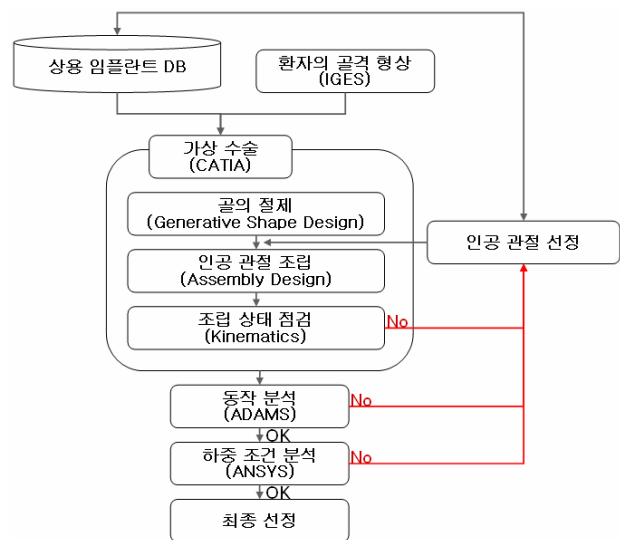 상용 임플란트 DB
환자의 골격 형상
(IGES)
가상 수술
(CATIA)
골의 절제
(Generative Shape Design)
인공 관절 선정
인공 관절 조립
(Assembly Design)
조립 상태 점검
(Kinematics)
No
동작 분석
(ADAMS)
No
OK
하중 조건 분석
(ANSYS)
No
OK
최종 선정